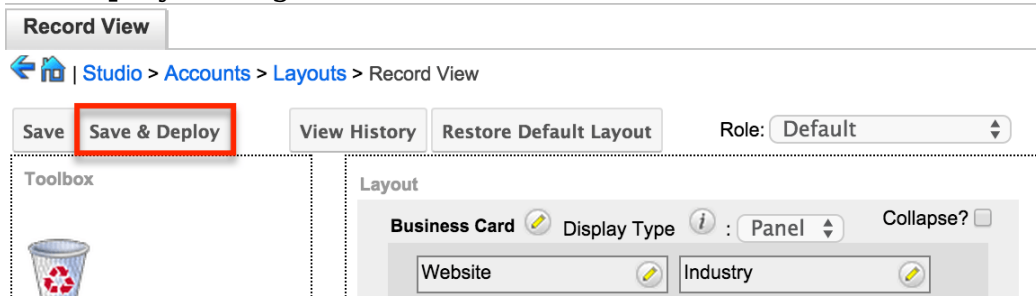 Record View
| Studio > Accounts > Layouts > Record View
Save Save & Deploy View History Restore Default Layout Role: Default
Toolbox
Layout
Business Card Display Type i : Panel Collapse?
Website Industry